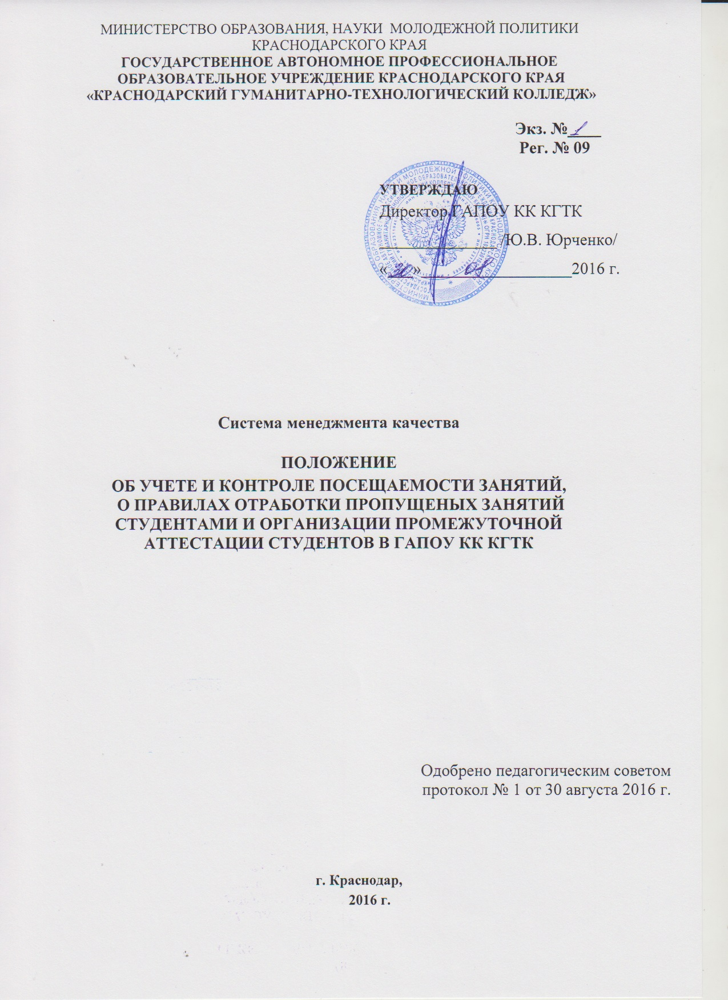 МИНИСТЕРСТВО ОБРАЗОВАНИЯ, НАУКИ  МОЛОДЕЖНОЙ ПОЛИТИКИ
КРАСНОДАРСКОГО КРАЯ
ГОСУДАРСТВЕННОЕ АВТОНОМНОЕ ПРОФЕССИОНАЛЬНОЕ
ОБРАЗОВАТЕЛЬНОЕ УЧРЕЖДЕНИЕ КРАСНОДАРСКОГО КРАЯ
«КРАСНОДАРСКИЙ ГУМАНИТАРНО-ТЕХНОЛОГИЧЕСКИЙ КОЛЛЕДЖ»
Экз. № 1
Рег. № 09
УТВЕРЖДАЮ
Директор ГАПОУ КК КГТК
/Ю.В. Юрченко/
«30» 08 2016 г.
Система менеджмента качества
ПОЛОЖЕНИЕ
ОБ УЧЕТЕ И КОНТРОЛЕ ПОСЕЩАЕМОСТИ ЗАНЯТИЙ,
О ПРАВИЛАХ ОТРАБОТКИ ПРОПУЩЕНЫХ ЗАНЯТИЙ
СТУДЕНТАМИ И ОРГАНИЗАЦИИ ПРОМЕЖУТОЧНОЙ
АТТЕСТАЦИИ СТУДЕНТОВ В ГАПОУ КК КГТК
Одобрено педагогическим советом
протокол № 1 от 30 августа 2016 г.
г. Краснодар,
2016 г.